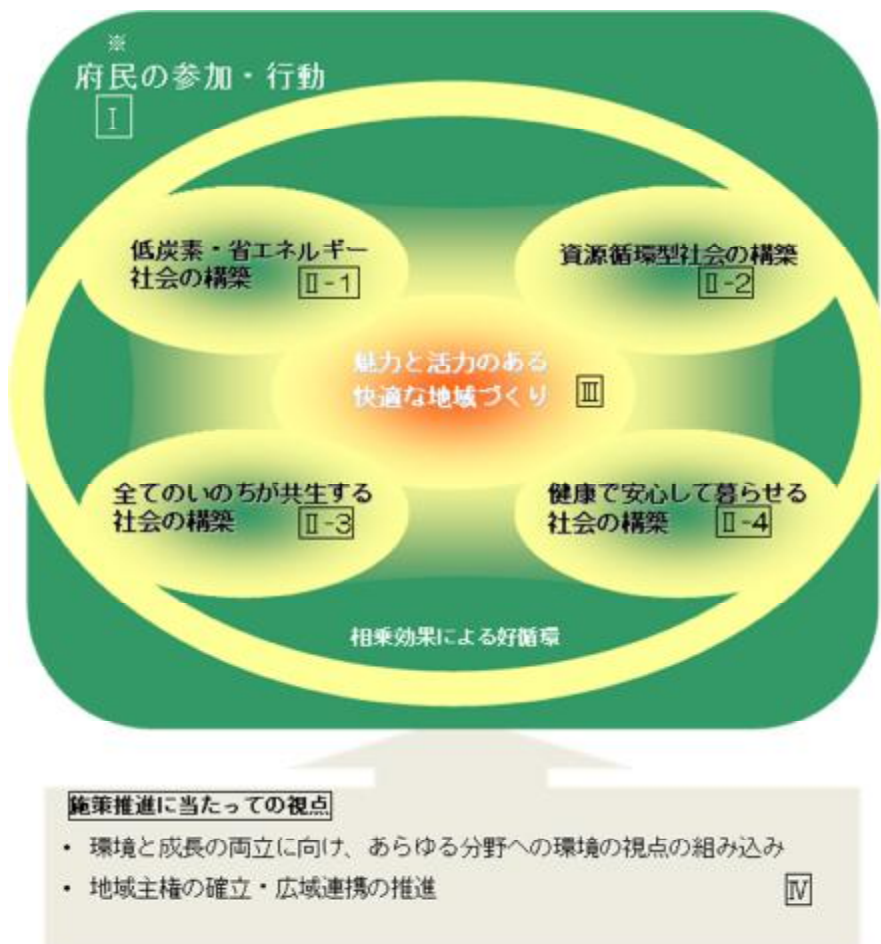 ※
府民の参加・行動
Ⅰ
低炭素・省エネルギー
社会の構築 Ⅱ-1
資源循環型社会の構築
Ⅱ-2
魅力と活力のある
快適な地域づくり Ⅲ
全てのいのちが共生する
社会の構築 Ⅱ-3
健康で安心して暮らせる
社会の構築 Ⅱ-4
相乗効果による好循環
施策推進に当たっての視点
・ 環境と成長の両立に向け、あらゆる分野への環境の視点の組み込み
・ 地域主権の確立・広域連携の推進 Ⅳ